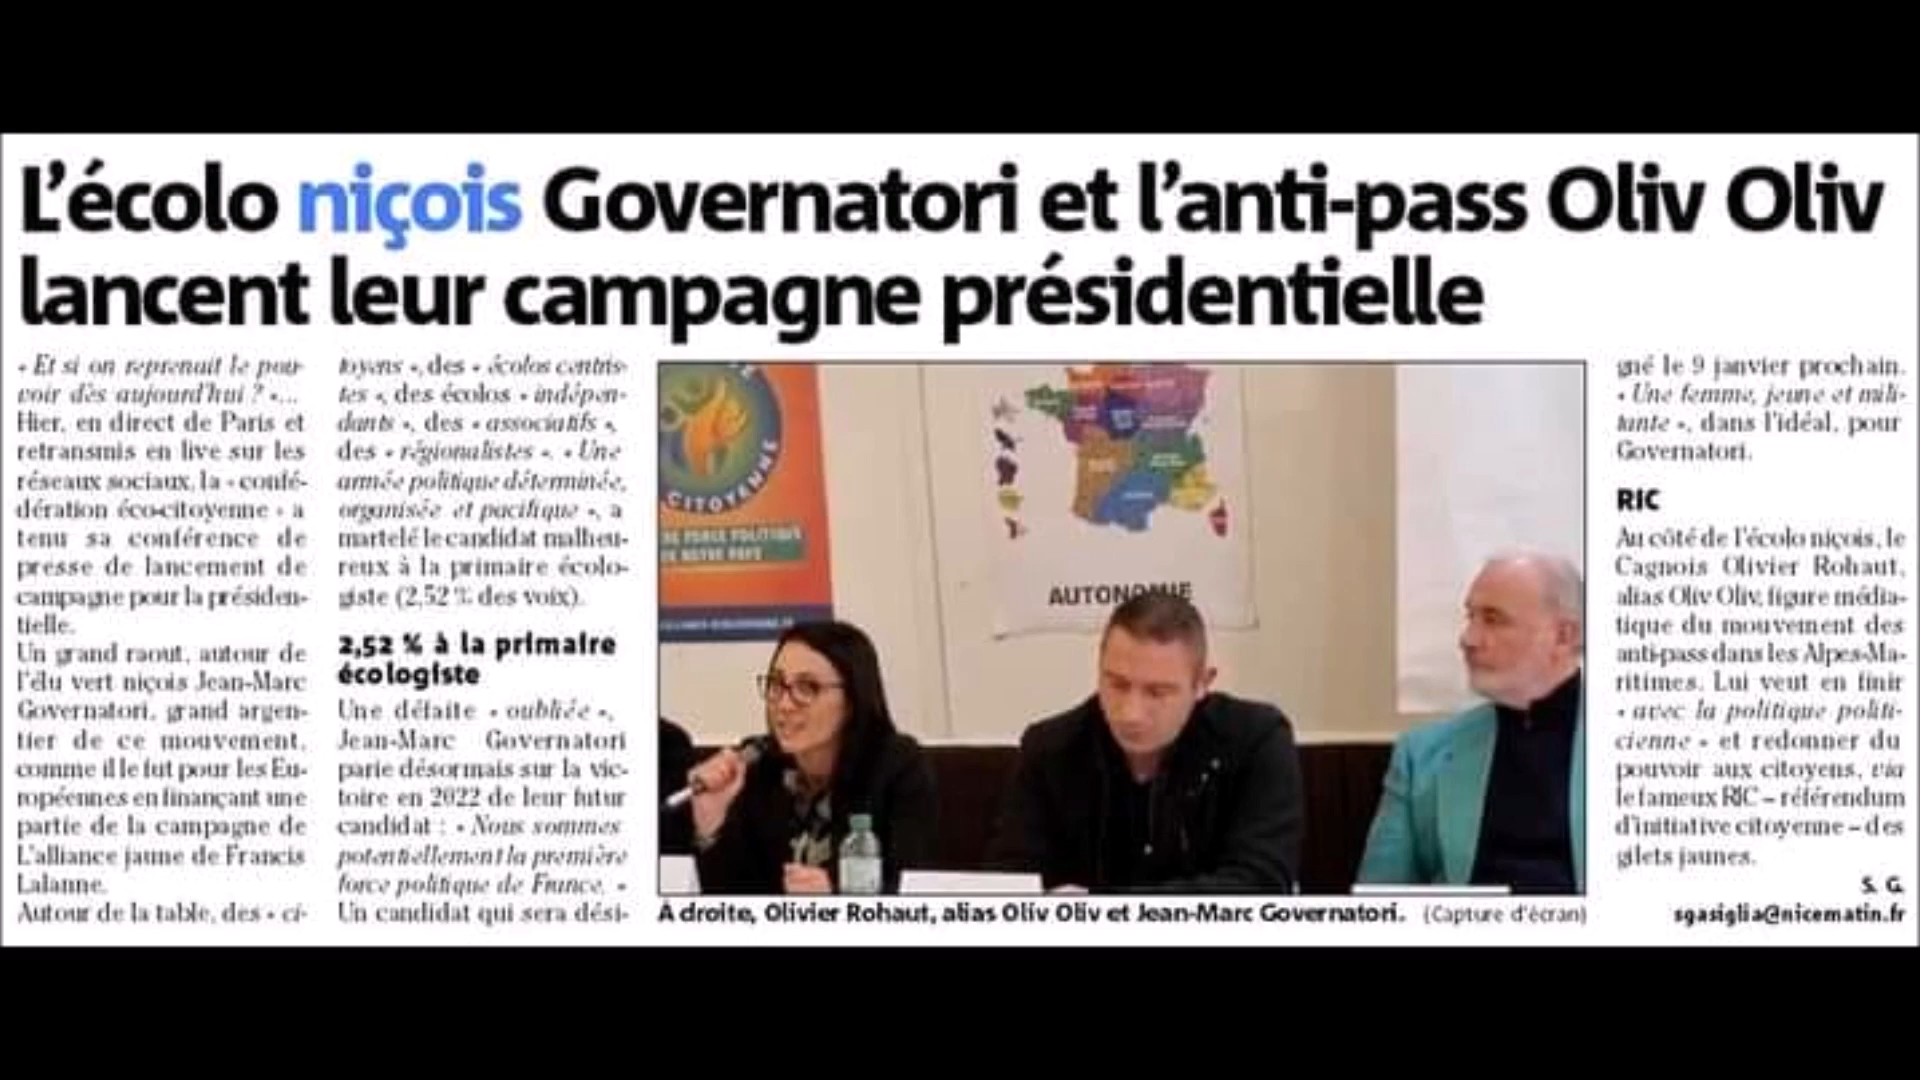 L'écolo niçois Governatori et l'anti-pass Oliv Oliv
lancent leur campagne présidentielle
« Et si on reprenait le pou-
voir dès aujourd'hui ? »...
Hier, en direct de Paris et
retransmis en live sur les
réseaux sociaux, la « confé-
dération éco-citoyenne » a
tenu sa conférence de
presse de lancement de
campagne pour la présiden-
tielle.
Un grand raout, autour de
l'élu vert niçois Jean-Marc
Governatori, grand argen-
tier de ce mouvement,
comme il le fut pour les Eu-
ropéennes en finançant une
partie de la campagne de
L'alliance jaune de Francis
Lalanne.
Autour de la table, des « ci-
toyens », des « écolos centris-
tes », des écolos « indépen-
dants », des « associatifs »,
des « régionalistes ». « Une
armée politique déterminée,
organisée et pacifique », a
martelé le candidat malheu-
reux à la primaire écolo-
giste (2,52 % des voix).
2,52 % à la primaire
écologiste
Une défaite « oubliée »,
Jean-Marc Governatori
parie désormais sur la vic-
toire en 2022 de leur futur
candidat : « Nous sommes
potentiellement la première
force politique de France. »
Un candidat qui sera dési-
CITOYENNE
FORCE POLITIQUE
DE NOTRE PAYS
AUTONOMIE
À droite, Olivier Rohaut, alias Oliv Oliv et Jean-Marc Governatori. (Capture d'écran)
gné le 9 janvier prochain.
« Une femme, jeune et mili-
tante », dans l'idéal, pour
Governatori.
RIC
Au côté de l'écolo niçois, le
Cagnois Olivier Rohaut,
alias Oliv Oliv, figure média-
tique du mouvement des
anti-pass dans les Alpes-Ma-
ritimes. Lui veut en finir
« avec la politique politi-
cienne » et redonner du
pouvoir aux citoyens, via
le fameux RIC – référendum
d'initiative citoyenne – des
gilets jaunes.
S. G.
sgasiglia@nicematin.fr